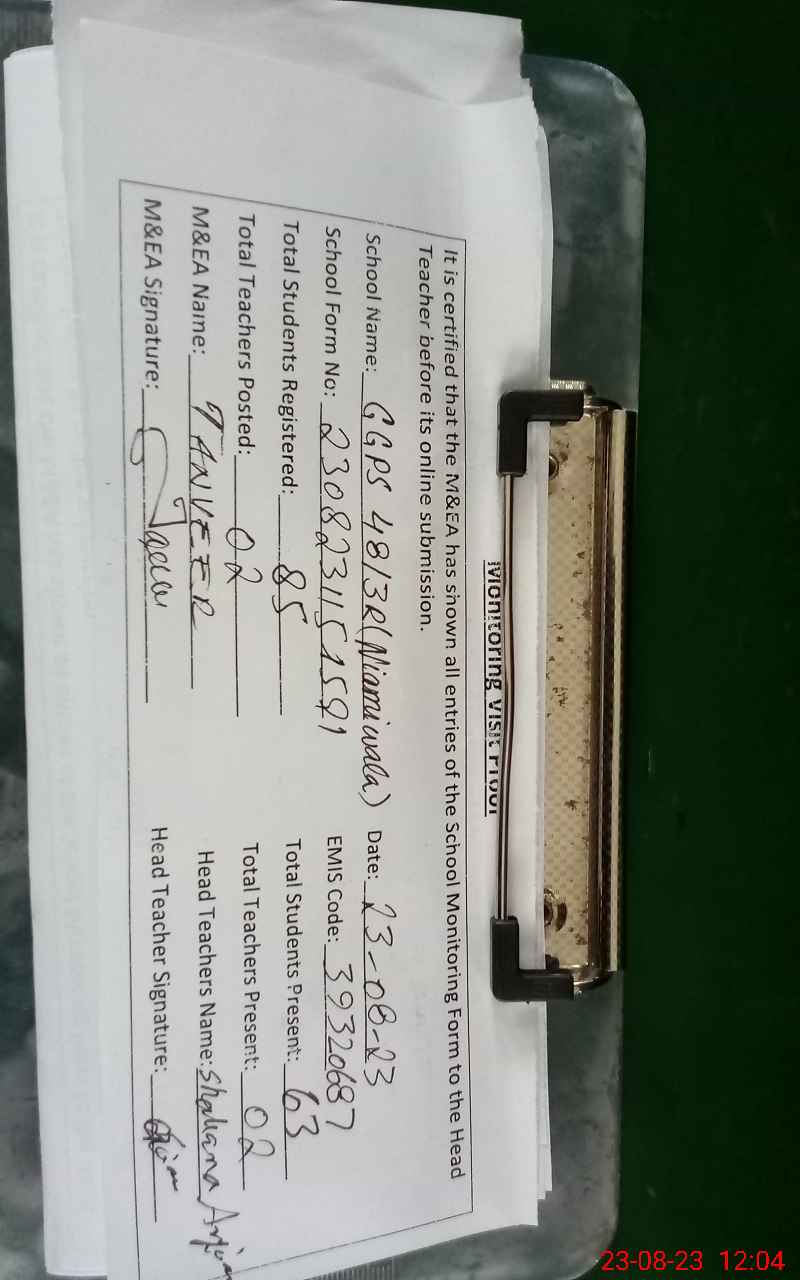 Monitoring Visit Proof
It is certified that the M&EA has shown all entries of the School Monitoring Form to the Head
Teacher before its online submission.
School Name: GGPS 48/3R (Niamiwala) Date: 23-08-23
School Form No: 2308231151591 EMIS Code: 39320687
Total Students Registered: 85 Total Students Present: 63
Total Teachers Posted: 02 Total Teachers Present: 02
M&EA Name: TANVEER Head Teachers Name: Shahana Anjum
M&EA Signature: Head Teacher Signature:
23-08-23 12:04